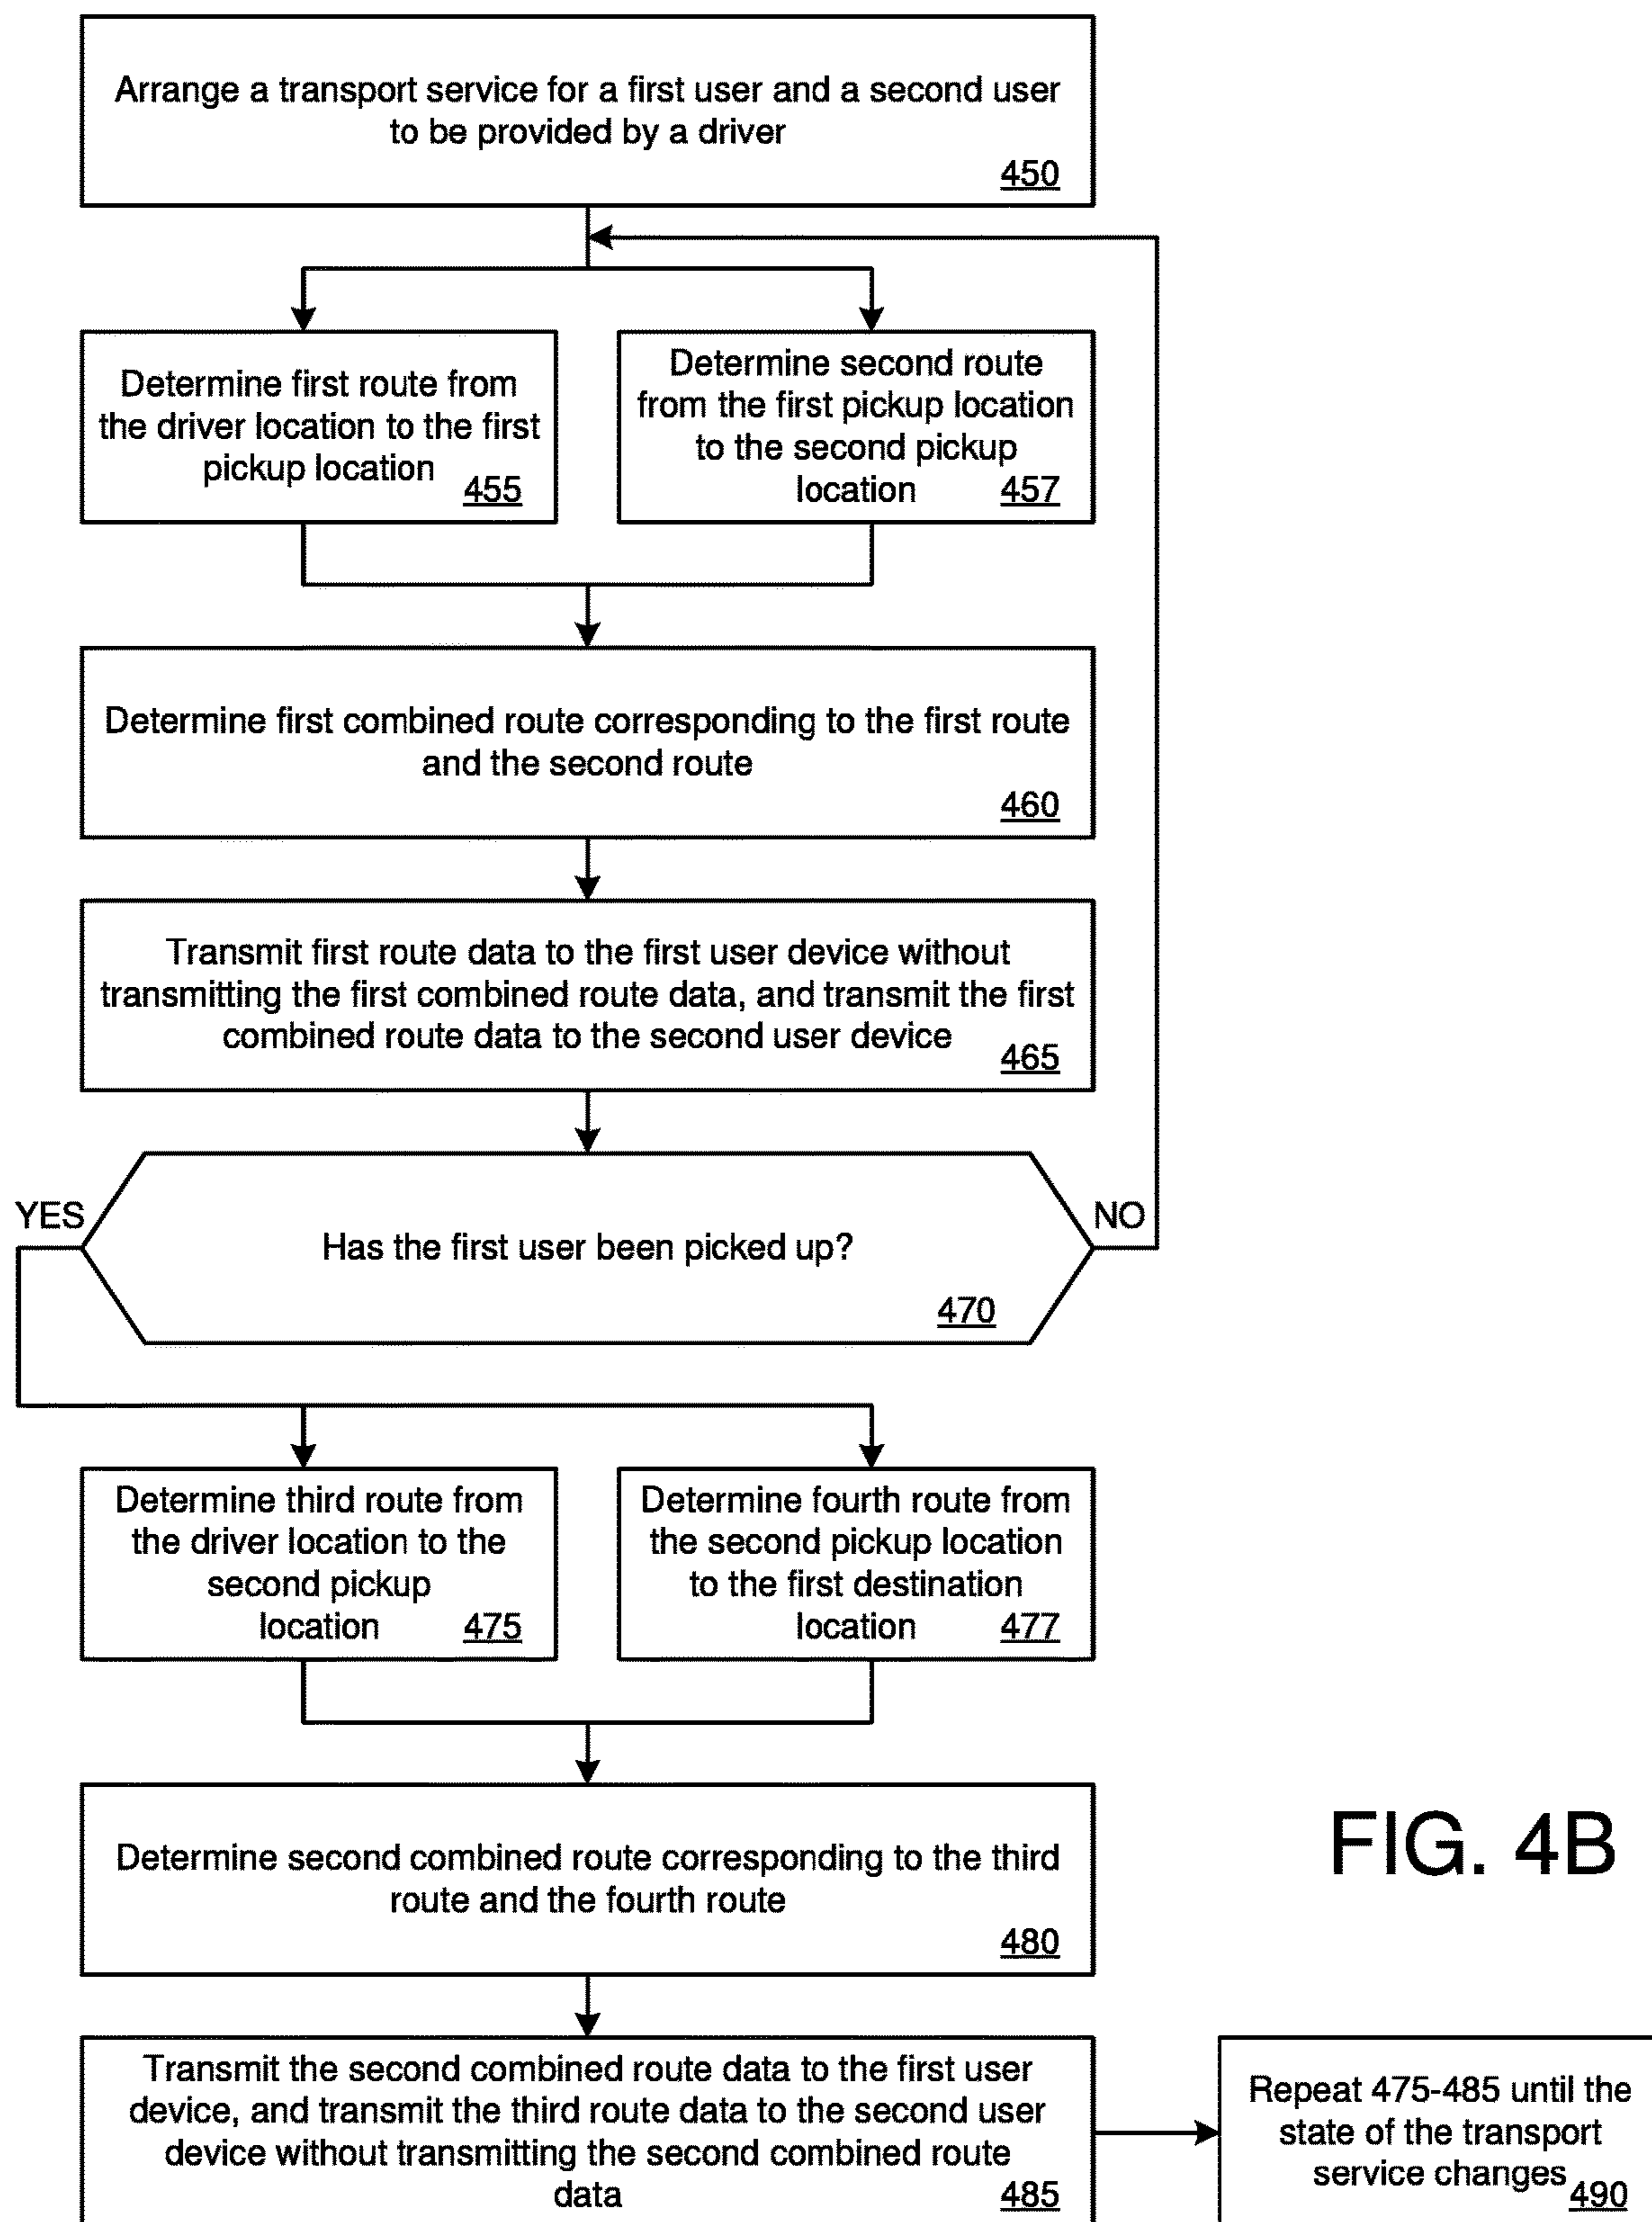 Arrange a transport service for a first user and a second user
to be provided by a driver
450
Determine first route from
the driver location to the first
pickup location
455
Determine second route
from the first pickup location
to the second pickup
location
457
Determine first combined route corresponding to the first route
and the second route
460
Transmit first route data to the first user device without
transmitting the first combined route data, and transmit the first
combined route data to the second user device
465
YES
NO
Has the first user been picked up?
470
Determine third route from
the driver location to the
second pickup
location
475
Determine fourth route from
the second pickup location
to the first destination
location
477
Determine second combined route corresponding to the third
route and the fourth route
480
FIG. 4B
Transmit the second combined route data to the first user
device, and transmit the third route data to the second user
device without transmitting the second combined route
data
485
Repeat 475-485 until the
state of the transport
service changes
490